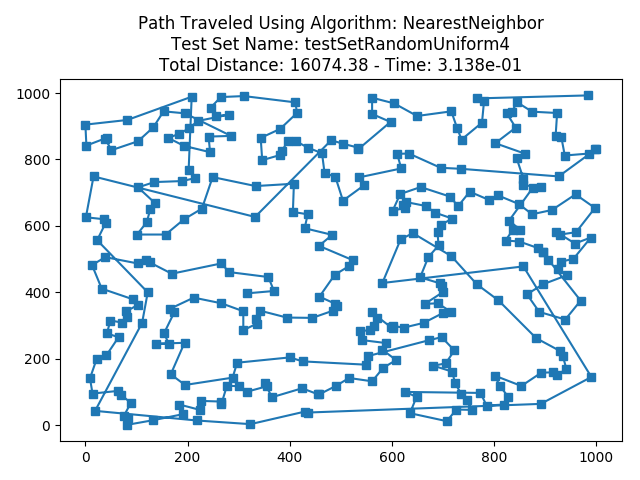 Path Traveled Using Algorithm: NearestNeighbor
Test Set Name: testSetRandomUniform4
Total Distance: 16074.38 - Time: 3.138e-01
1000
800
600
400
200
0
0 200 400 600 800 1000